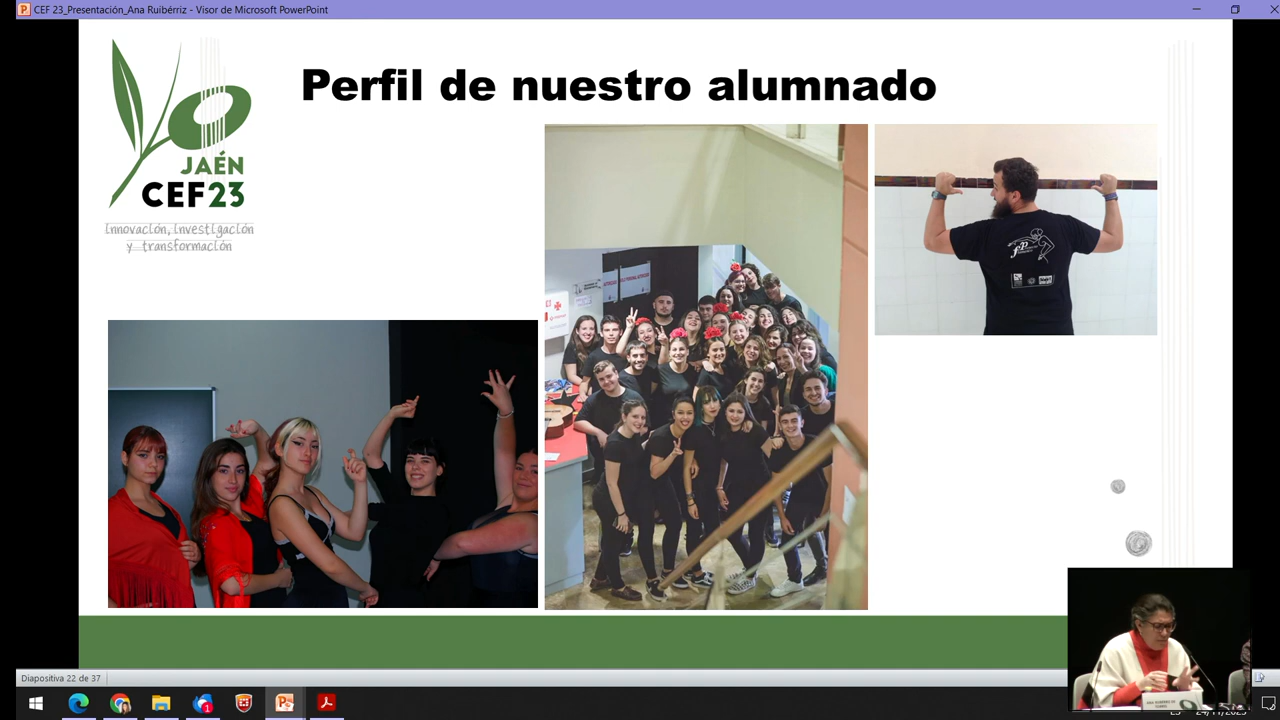 CEF 23_Presentación_Ana Ruibérriz - Visor de Microsoft PowerPoint
Perfil de nuestro alumnado
JAÉN
CEF23
innovación, investigación
y transformación
Diapositiva 22 de 37